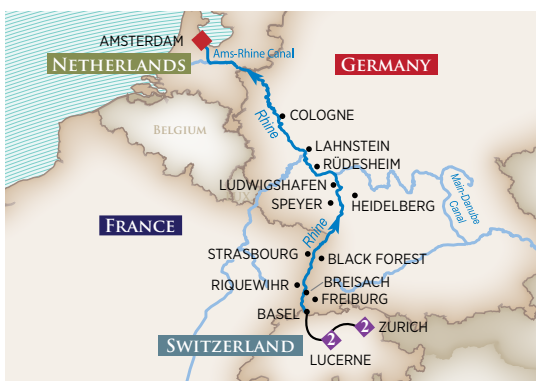 AMSTERDAM
Ams-Rhine Canal
NETHERLANDS
GERMANY
Rhine
COLOGNE
BELGIUM
LAHNSTEIN
RÜDESHEIM
LUDWIGSHAFEN
SPEYER
HEIDELBERG
Main-Danube
Canal
FRANCE
Rhine
STRASBOURG
BLACK FOREST
RIQUEWIHR
BREISACH
FREIBURG
BASEL
2
ZURICH
SWITZERLAND
2
LUCERNE